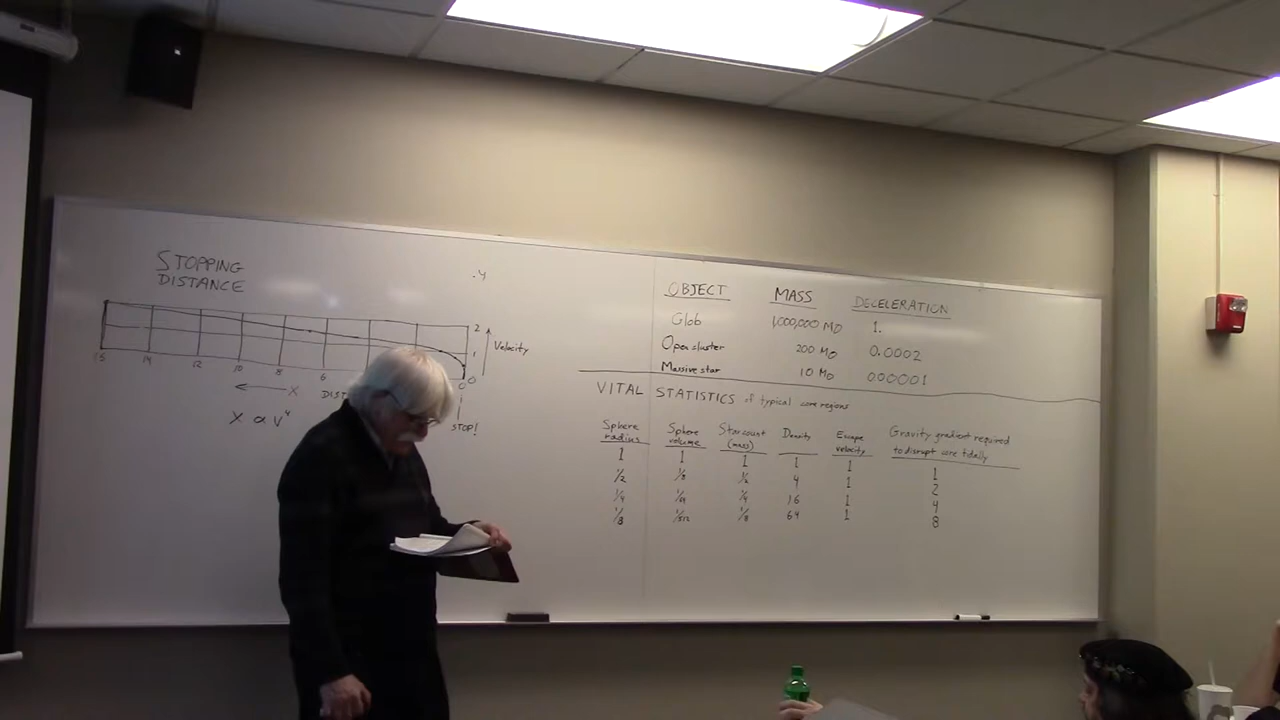 STOPPING
DISTANCE
.4
2
1
0
Velocity
15 14 12 10 8 6 0
← X
X ∝ V⁴
STOP!
OBJECT MASS DECELERATION
Glob 1,000,000 M⊙ 1.
Open cluster 200 M⊙ 0.0002
Massive star 10 M⊙ 000001
VITAL STATISTICS of typical core regions
Sphere radius Sphere volume Star count (mass) Density Escape velocity Gravity gradient required to disrupt core tidally
1 1 1 1 1 1
1/2 1/8 1/2 4 1 2
1/4 1/4 16 1 4
1/8 1/512 1/8 64 1 8